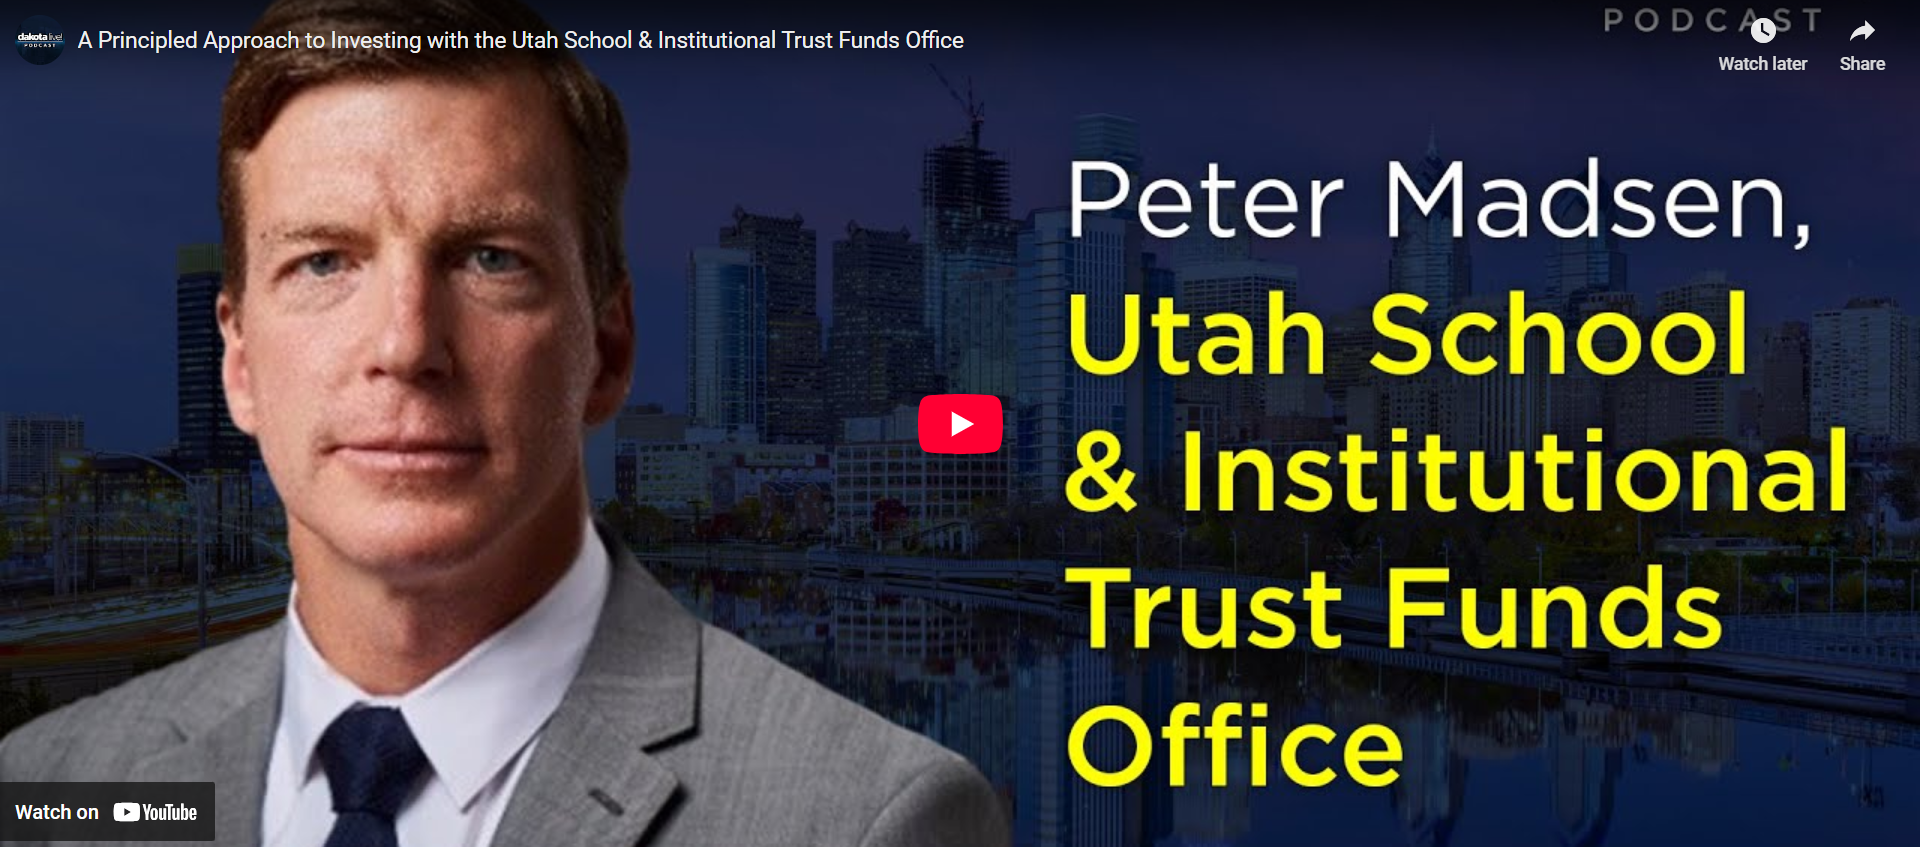 dakota live!
PODCAST
A Principled Approach to Investing with the Utah School & Institutional Trust Funds Office
PODCAST
Watch later
Share
Peter Madsen,
Utah School
& Institutional
Trust Funds
Office
Watch on YouTube